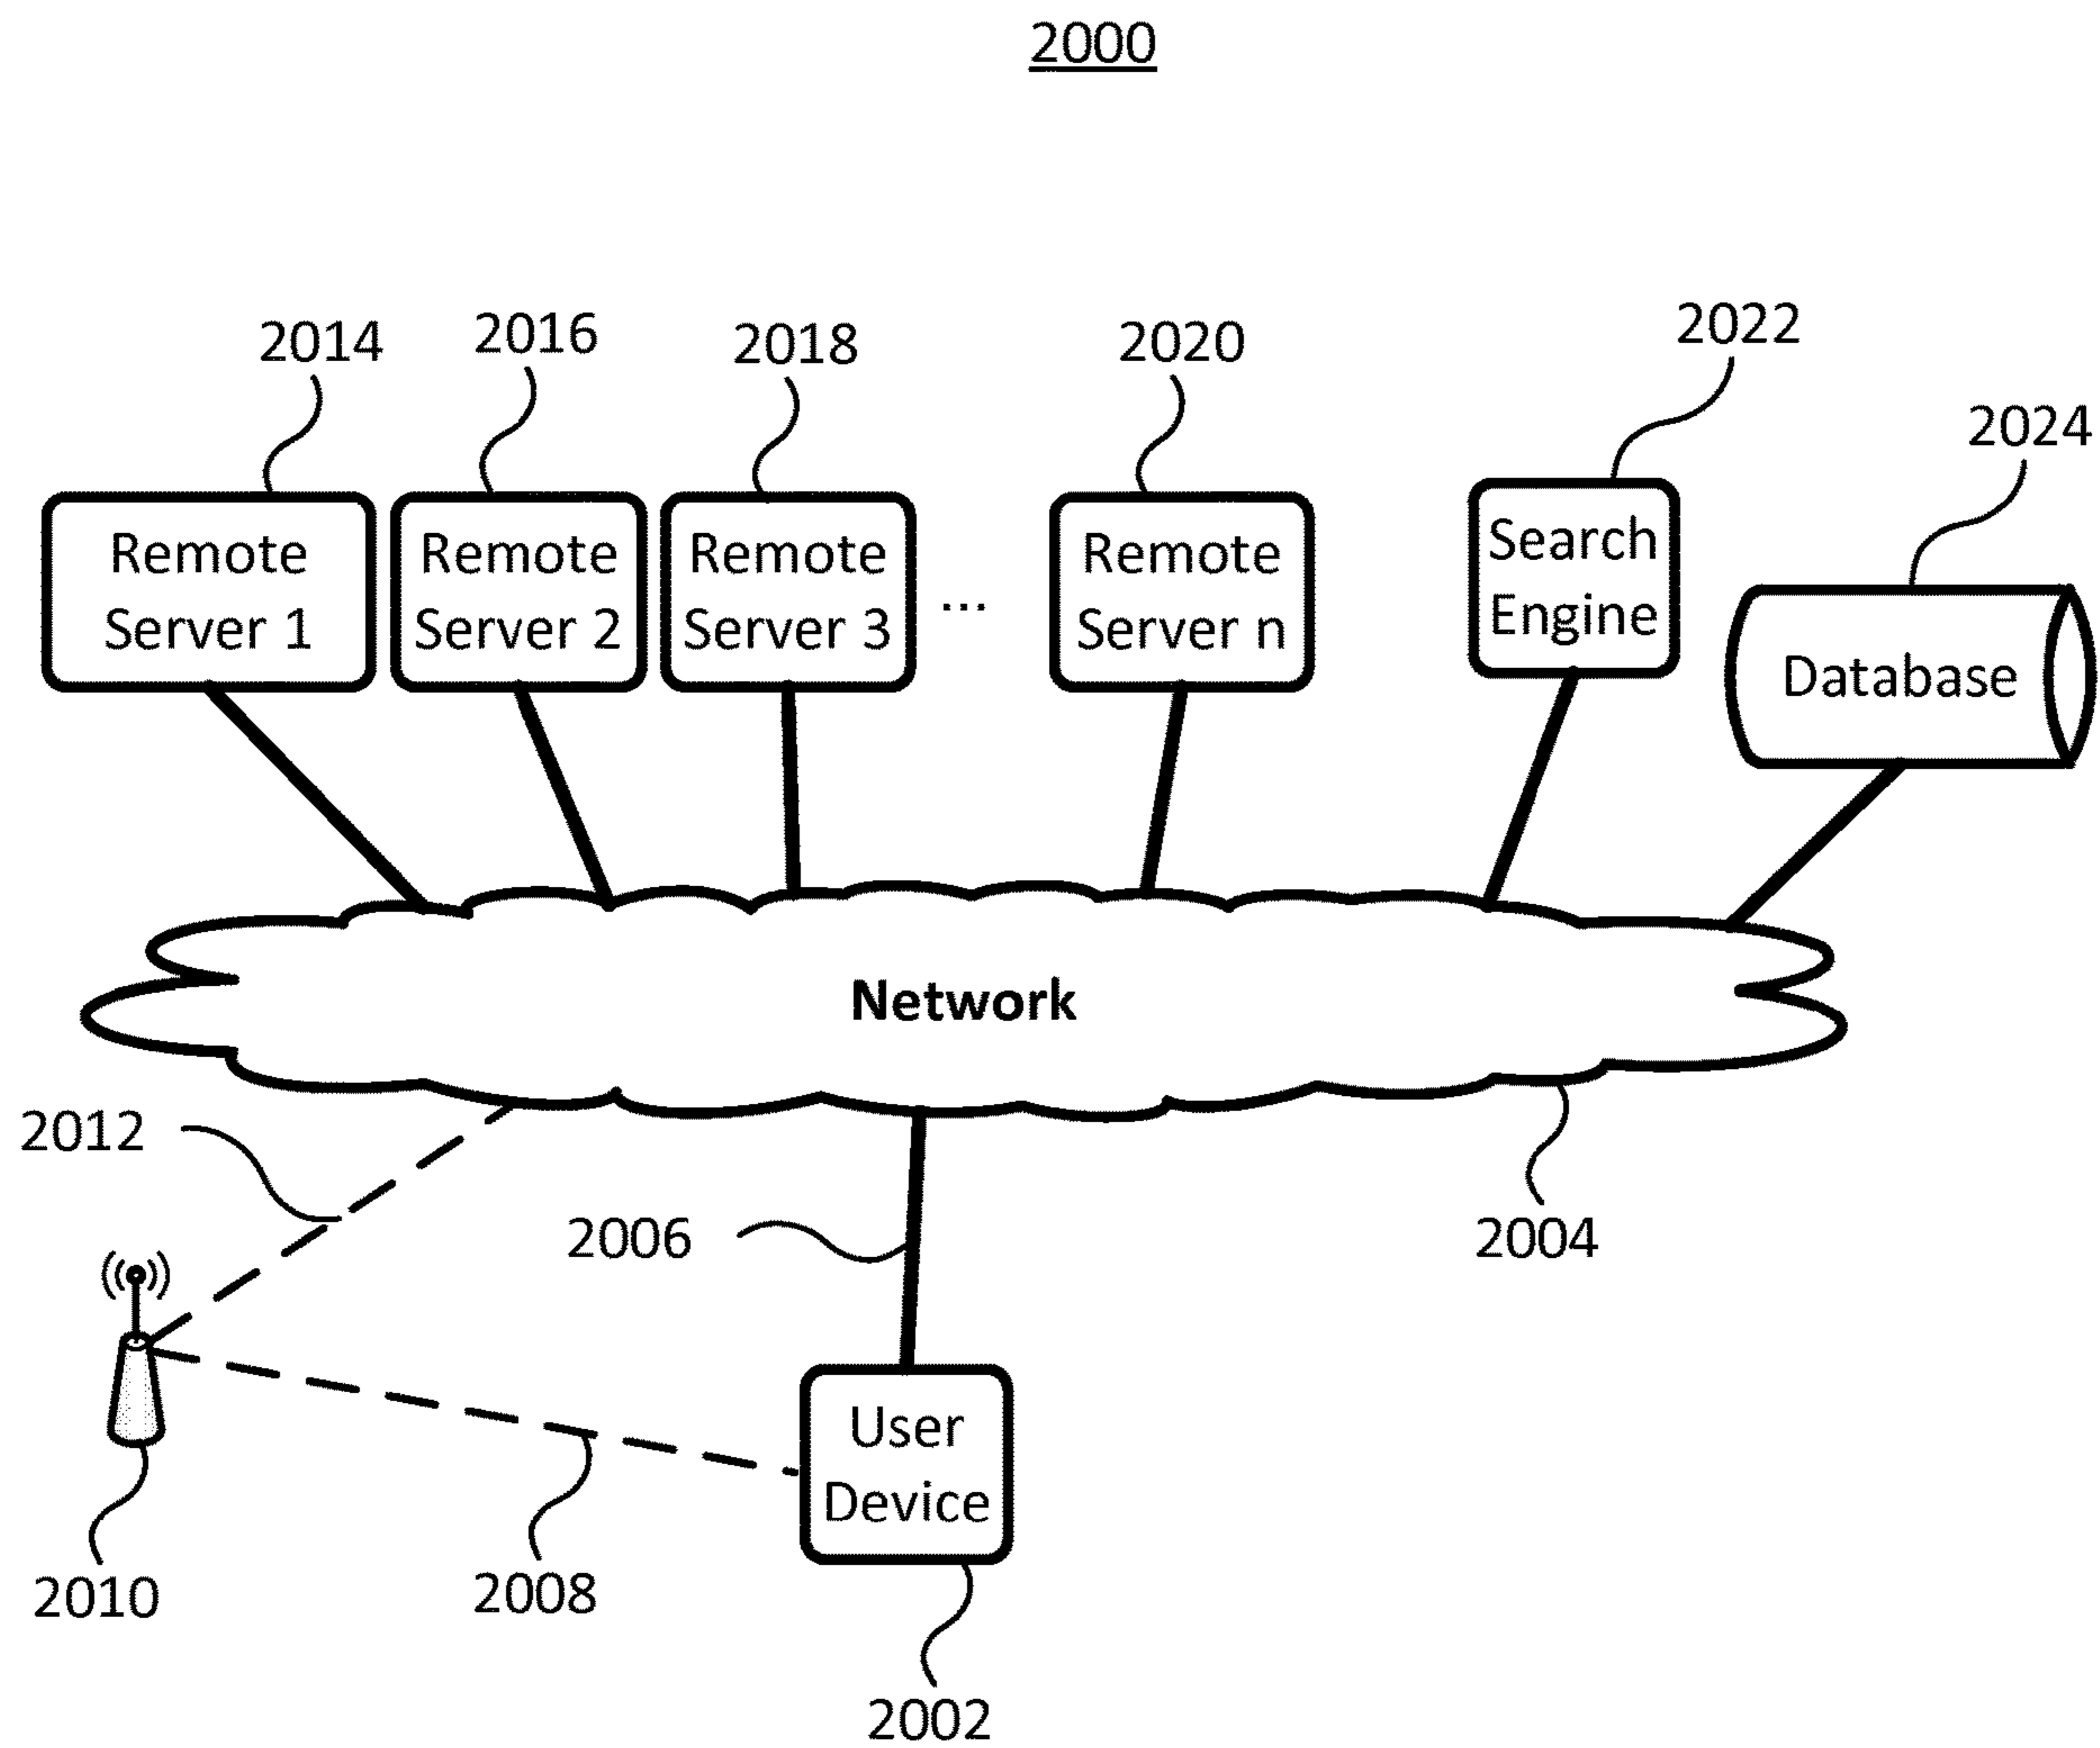 2000
2014
2016
2018
2020
2022
2024
Remote
Server 1
Remote
Server 2
Remote
Server 3
...
Remote
Server n
Search
Engine
Database
Network
2012
2006
2004
User
Device
2010
2008
2002